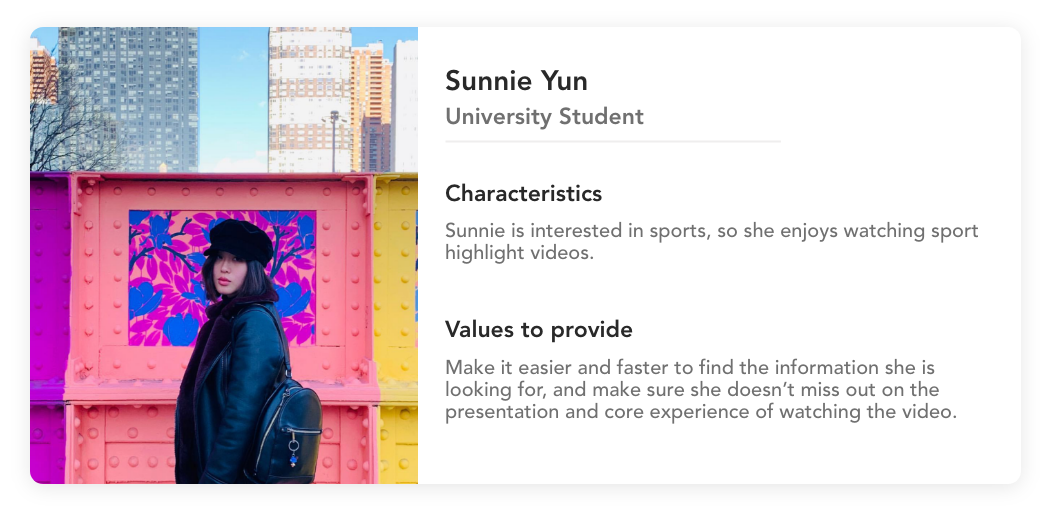 Sunnie Yun
University Student
Characteristics
Sunnie is interested in sports, so she enjoys watching sport
highlight videos.
Values to provide
Make it easier and faster to find the information she is
looking for, and make sure she doesn’t miss out on the
presentation and core experience of watching the video.